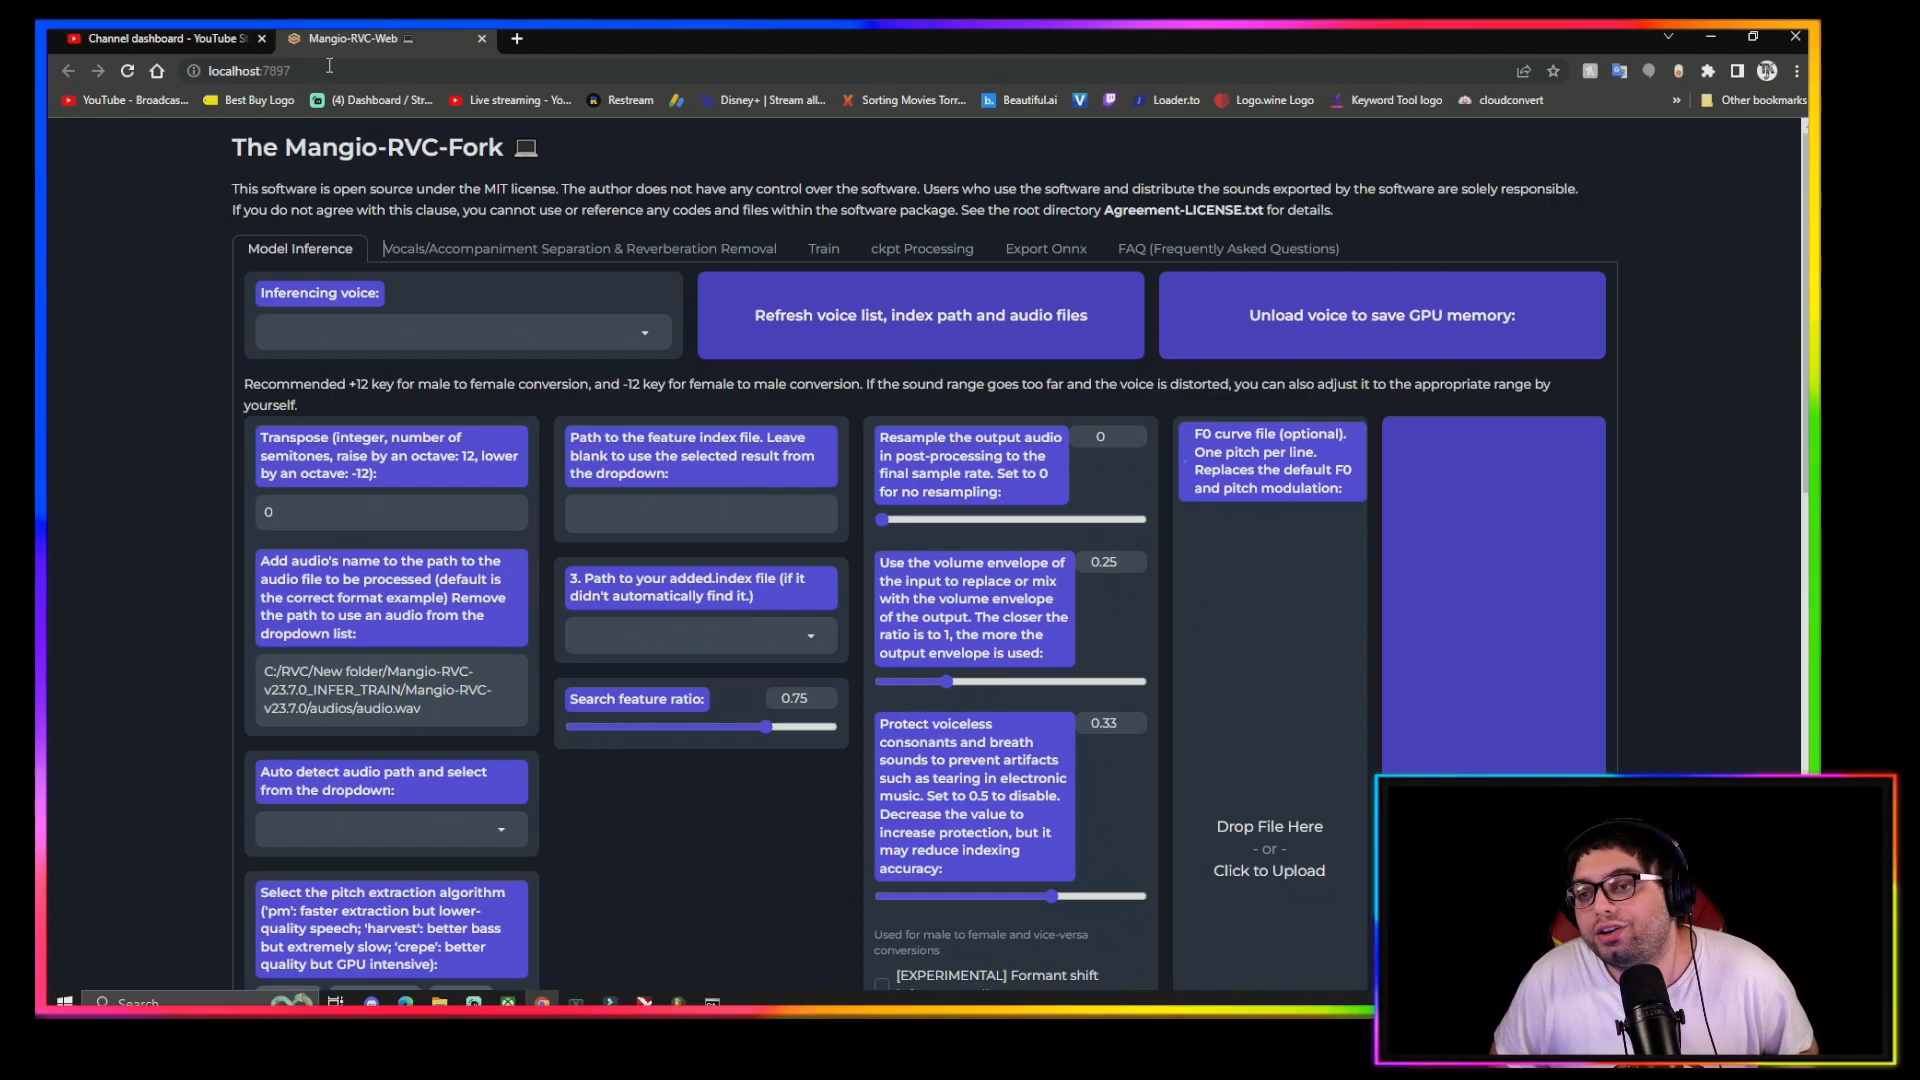 Channel dashboard - YouTube St
Mangio-RVC-Web 💻
localhost:7897
YouTube - Broadcas...
Best Buy Logo
(4) Dashboard / Str...
Live streaming - Yo...
Restream
Disney+ | Stream all...
Sorting Movies Torr...
Beautiful.ai
Loader.to
Logo.wine Logo
Keyword Tool logo
cloudconvert
»
Other bookmarks
The Mangio-RVC-Fork 💻
This software is open source under the MIT license. The author does not have any control over the software. Users who use the software and distribute the sounds exported by the software are solely responsible.
If you do not agree with this clause, you cannot use or reference any codes and files within the software package. See the root directory Agreement-LICENSE.txt for details.
Model Inference
Vocals/Accompaniment Separation & Reverberation Removal
Train
ckpt Processing
Export Onnx
FAQ (Frequently Asked Questions)
Inferencing voice:
Refresh voice list, index path and audio files
Unload voice to save GPU memory:
Recommended +12 key for male to female conversion, and -12 key for female to male conversion. If the sound range goes too far and the voice is distorted, you can also adjust it to the appropriate range by
yourself.
Transpose (integer, number of
semitones, raise by an octave: 12, lower
by an octave: -12):
0
Add audio's name to the path to the
audio file to be processed (default is
the correct format example) Remove
the path to use an audio from the
dropdown list:
C:/RVC/New folder/Mangio-RVC-
v23.7.0_INFER_TRAIN/Mangio-RVC-
v23.7.0/audios/audio.wav
Auto detect audio path and select
from the dropdown:
Select the pitch extraction algorithm
('pm': faster extraction but lower-
quality speech; 'harvest': better bass
but extremely slow; 'crepe': better
quality but GPU intensive):
Path to the feature index file. Leave
blank to use the selected result from
the dropdown:
3. Path to your added.index file (if it
didn't automatically find it.)
Search feature ratio:
0.75
Resample the output audio
in post-processing to the
final sample rate. Set to 0
for no resampling:
0
Use the volume envelope of
the input to replace or mix
with the volume envelope
of the output. The closer the
ratio is to 1, the more the
output envelope is used:
0.25
Protect voiceless
consonants and breath
sounds to prevent artifacts
such as tearing in electronic
music. Set to 0.5 to disable.
Decrease the value to
increase protection, but it
may reduce indexing
accuracy:
0.33
Used for male to female and vice-versa
conversions
[EXPERIMENTAL] Formant shift
F0 curve file (optional).
One pitch per line.
Replaces the default F0
and pitch modulation:
Drop File Here
- or -
Click to Upload
Search